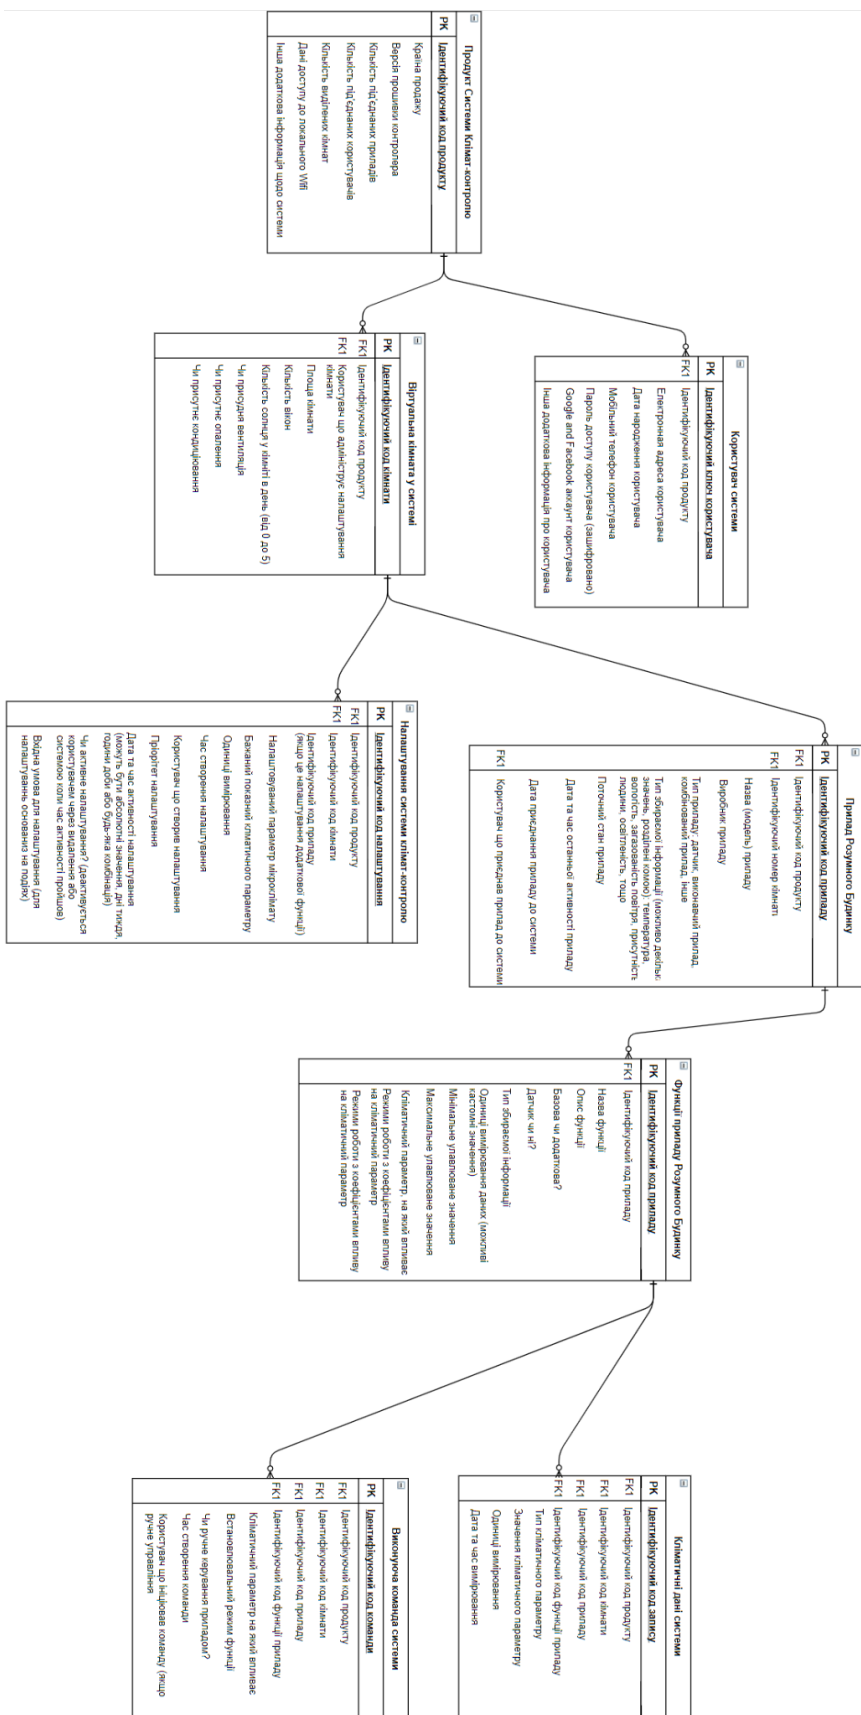 Продукт Системи Клімат-контролю
PK Ідентифікуючий код продукту
Країна продажу
Версія прошивки контролера
Кількість під'єднаних приладів
Кількість під'єднаних користувачів
Кількість виділених кімнат
Дані доступу до локального Wifi
Інша додаткова інформація щодо системи
Користувач системи
PK Ідентифікуючий ключ користувача
FK1 Ідентифікуючий код продукту
Електронная адреса користувача
Дата народження користувача
Мобільний телефон користувача
Пароль доступу користувача (зашифровано)
Google and Facebook аккаунт користувача
Інша додаткова інформація про користувача
Віртуальна кімната у системі
PK Ідентифікуючий код кімнати
FK1 Ідентифікуючий код продукту
FK1 Користувач що адмініструє налаштування
кімнати
Площа кімнати
Кількість вікон
Кількість сонця у кімніті в день (від 0 до 5)
Чи присудня вентиляція
Чи присутнє опалення
Чи присутнє кондиціювання
Прилад Розумного Будинку
PK Ідентифікуючий код приладу
FK1 Ідентифікуючий код продукту
FK1 Ідентифікуючий номер кімнати
Назва (модель) приладу
Виробник приладу
Тип приладу: датчик, виконавчий прилад,
комбінований прилад, інше
Тип збираємої інформації (можливо декілька
значень, розділені комою): температура,
вологість, загазованість повітря, присутність
людини, освітленість, тощо
Поточний стан приладу
Дата та час останньої активності приладу
Дата приєднання приладу до системи
FK1 Користувач що приєднав прилад до системи
Налаштування системи клімат-контролю
PK Ідентифікуючий код налаштування
FK1 Ідентифікуючий код продукту
FK1 Ідентифікуючий код кімнати
Ідентифікуючий код приладу
(якщо це налаштування додаткової функції)
Налаштовуваний параметр мікроклімату
Бажаний показний кліматичного параметру
Одиниці вимірювання
Час створення налаштування
Користувач що створив налаштування
Пріорітет налаштування
Дата та час активності налаштування
(можуть бути абсолютні значення, дні тиждя,
години доби або будь-яка комбінація)
Чи активне налаштування? (деактивується
користувачем через видалення або
системою коли час активності пройшов)
Вхідна умова для налаштування (для
налаштувань основаних на подіях)
Функції приладу Розумного Будинку
PK Ідентифікуючий код приладу
FK1 Ідентифікуючий код приладу
Назва функції
Опис функції
Базова чи додаткова?
Датчик чи ні?
Тип збираємої інформації
Одиниці вимірювання даних (можливі
кастомні значення)
Мінімальне уявлюване значення
Максимальне уявлюване значення
Кліматичний параметр, на який впливає
Режими роботи з коефіцієнтами впливу
на кліматичний параметр
Режими роботи з коефіцієнтами впливу
на кліматичний параметр
Кліматичні дані системи
PK Ідентифікуючий код запису
FK1 Ідентифікуючий код продукту
FK1 Ідентифікуючий код кімнати
FK1 Ідентифікуючий код приладу
FK1 Ідентифікуючий код функції приладу
Тип кліматичного параметру
Значення кліматичного параметру
Одиниці вимірювання
Дата та час вимірювання
Виконуюча команда системи
PK Ідентифікуючий код команди
FK1 Ідентифікуючий код продукту
FK1 Ідентифікуючий код кімнати
FK1 Ідентифікуючий код приладу
FK1 Ідентифікуючий код функції приладу
Кліматичний параметр на який впливає
Встановлювальний режим функції
Чи ручне керування приладом?
Час створення команди
Користувач що ініціював команду (якщо
ручне управління